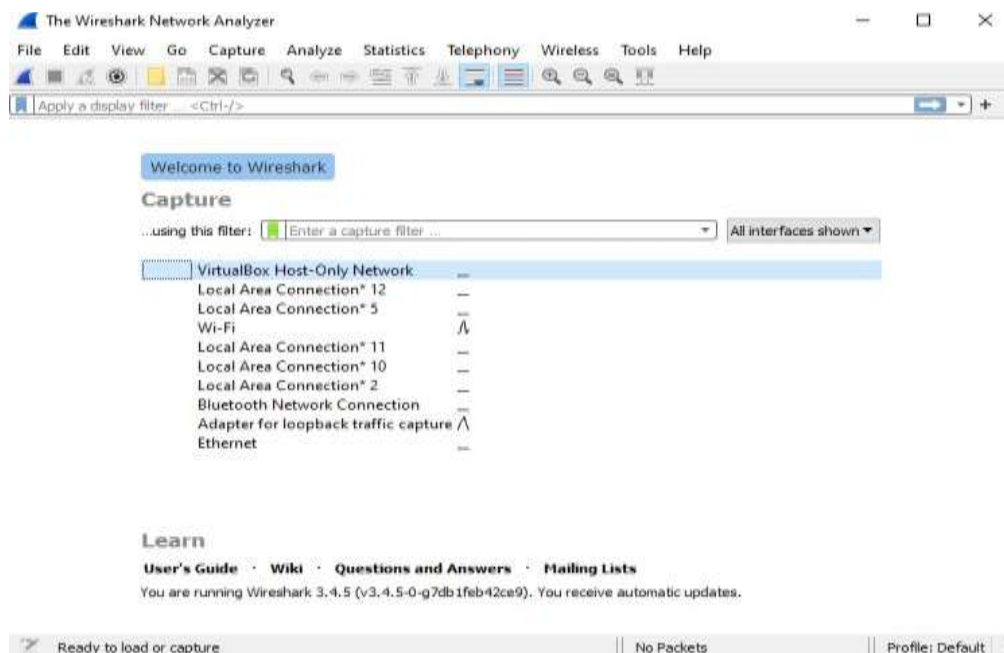 The Wireshark Network Analyzer
File Edit View Go Capture Analyze Statistics Telephony Wireless Tools Help
Apply a display filter ... <Ctrl-/>
Welcome to Wireshark
Capture
...using this filter: Enter a capture filter ... All interfaces shown
VirtualBox Host-Only Network
Local Area Connection* 12
Local Area Connection* 5
Wi-Fi
Local Area Connection* 11
Local Area Connection* 10
Local Area Connection* 2
Bluetooth Network Connection
Adapter for loopback traffic capture
Ethernet
Learn
User's Guide · Wiki · Questions and Answers · Mailing Lists
You are running Wireshark 3.4.5 (v3.4.5-0-g7db1feb42ce9). You receive automatic updates.
Ready to load or capture No Packets Profile: Default